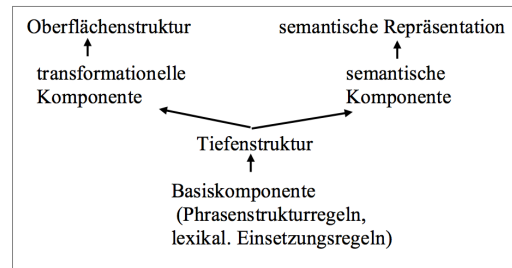 Oberflächenstruktur semantische Repräsentation
transformationelle semantische
Komponente Komponente
Tiefenstruktur
Basiskomponente
(Phrasenstrukturregeln,
lexikal. Einsetzungsregeln)